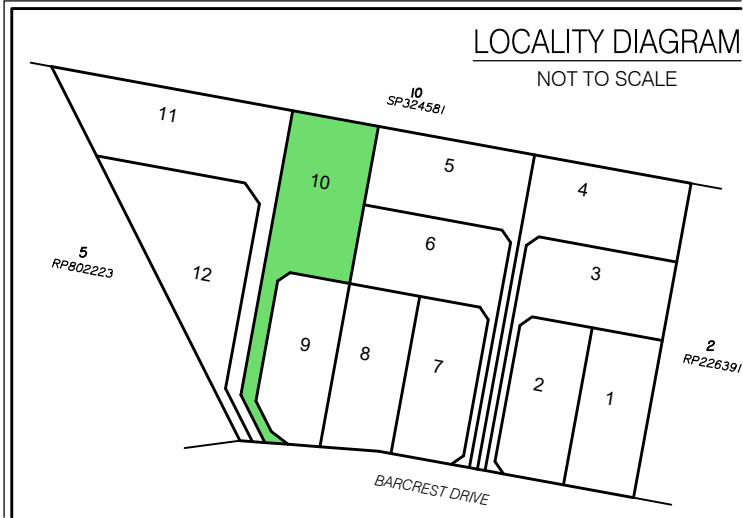 LOCALITY DIAGRAM
NOT TO SCALE
10
SP324581
11
10
5
4
6
3
5
RP802223
12
9
8
7
2
1
2
RP226391
BARCREST DRIVE